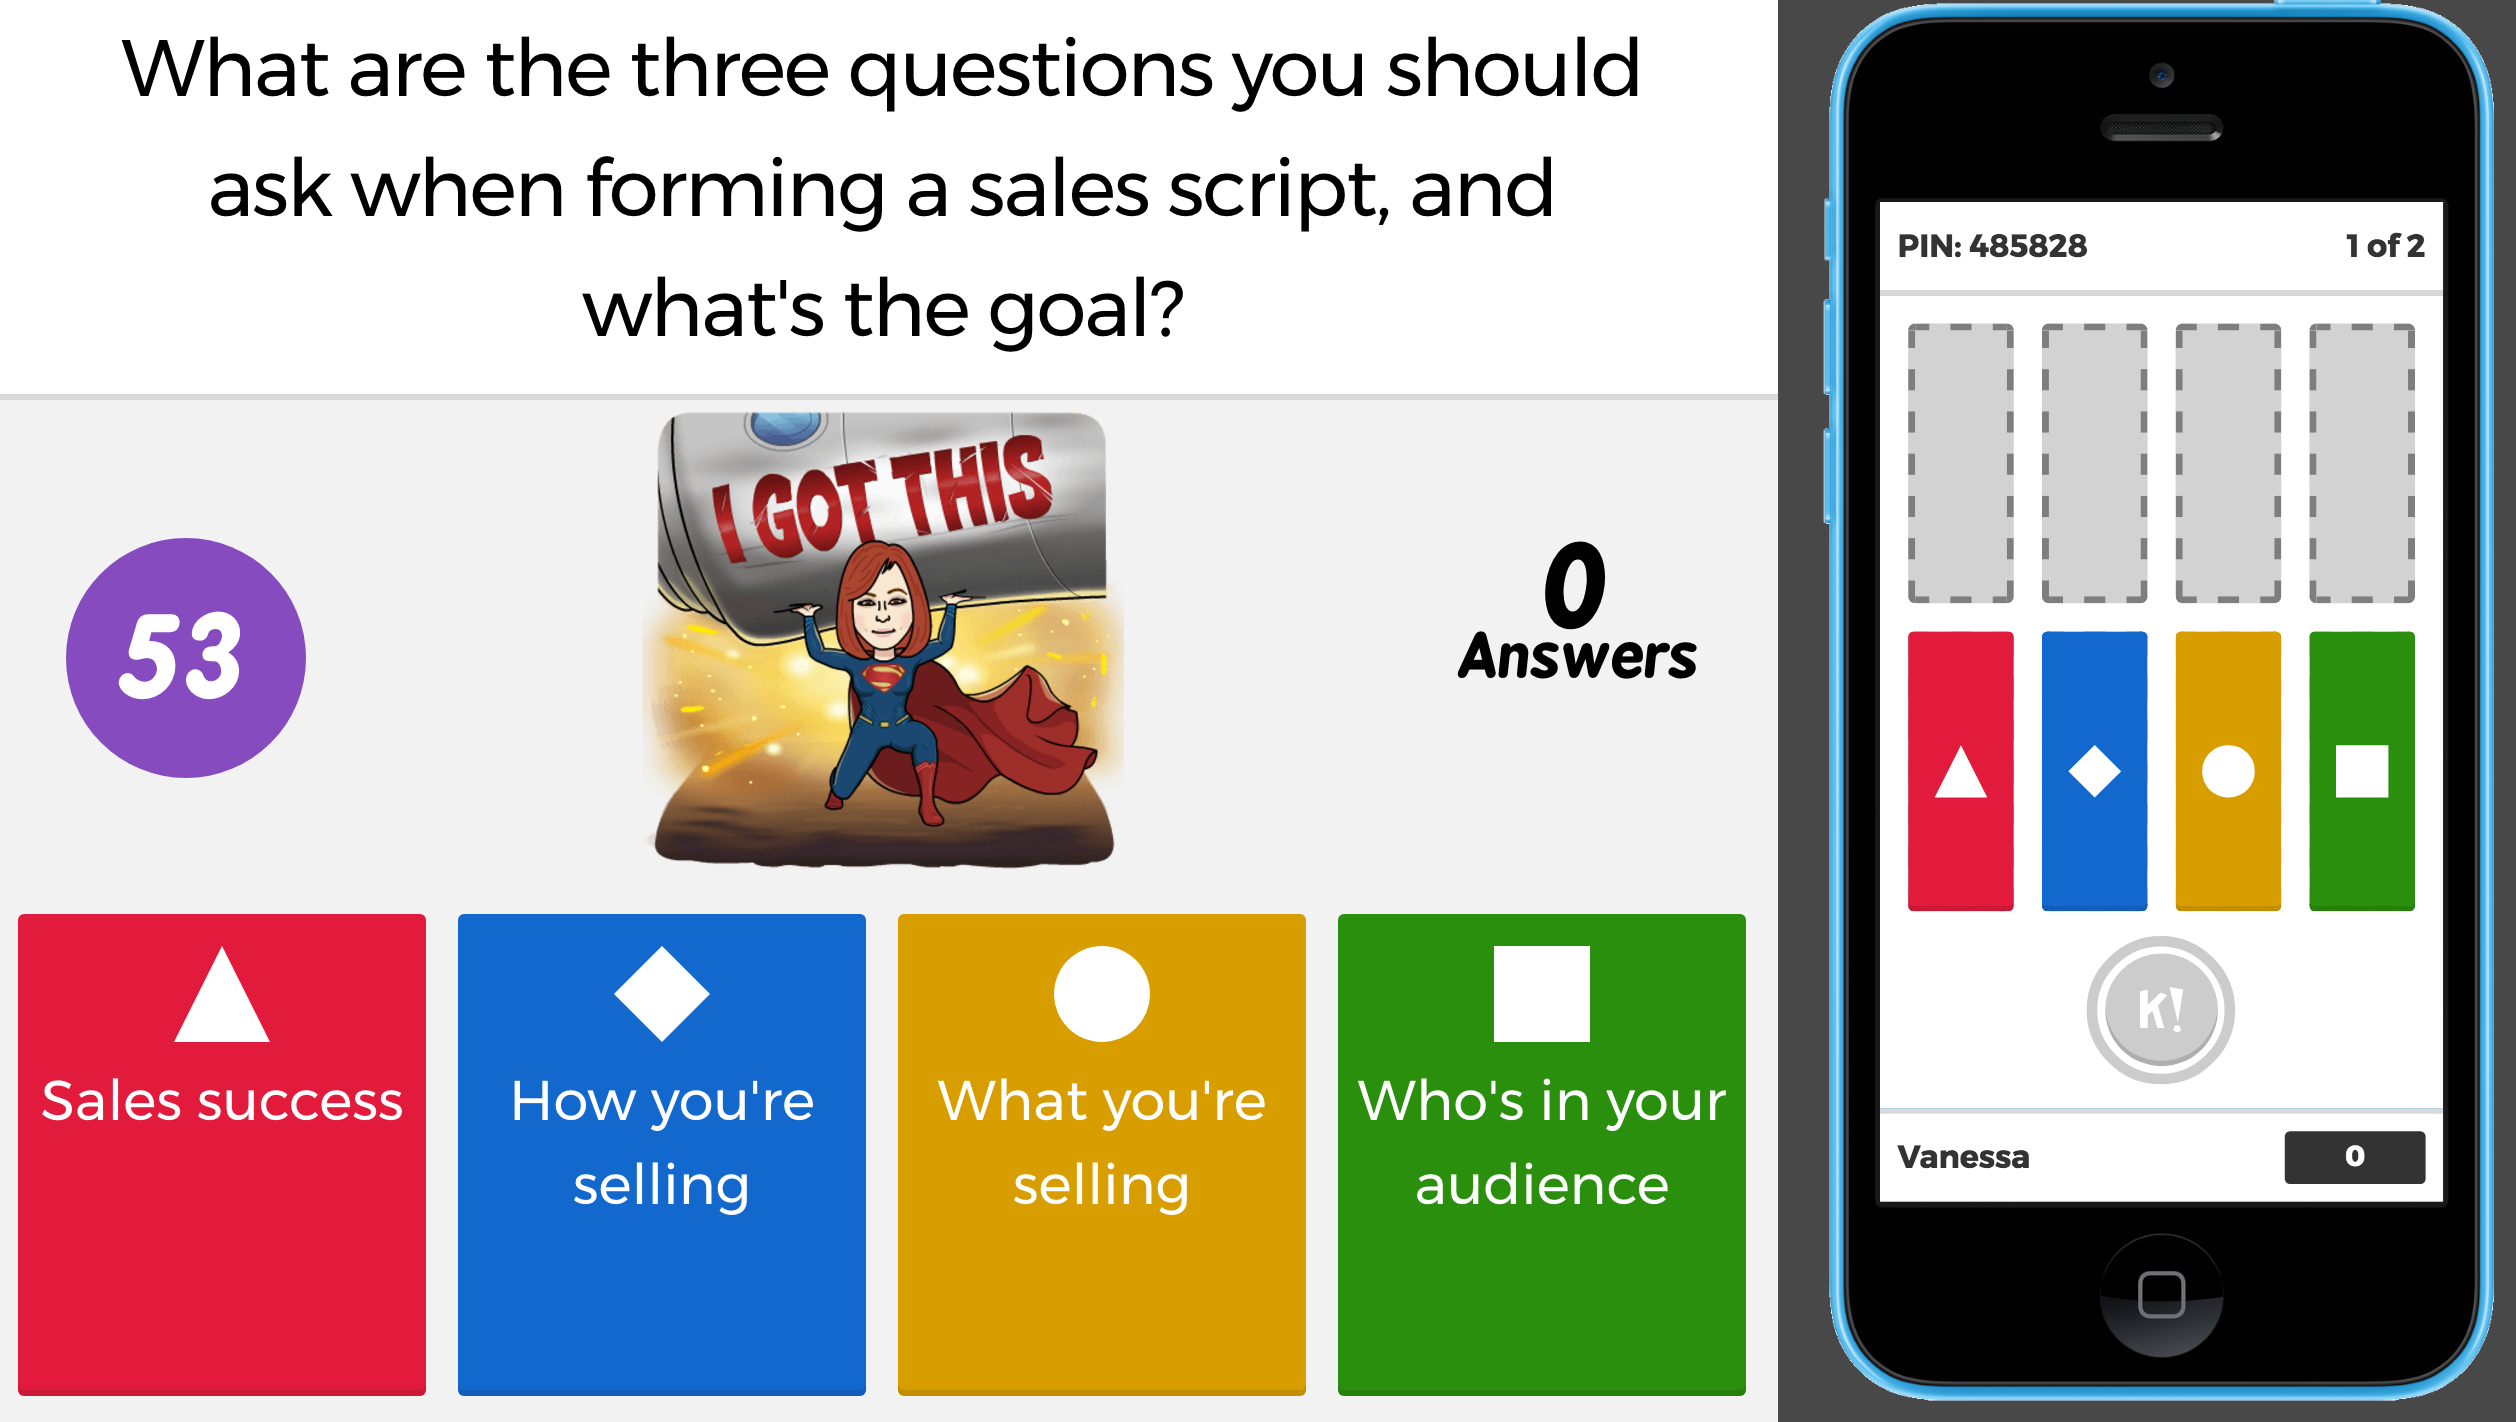 What are the three questions you should
ask when forming a sales script, and
what's the goal?
I GOT THIS
53
0
Answers
Sales success
How you're
selling
What you're
selling
Who's in your
audience
PIN: 485828
1 of 2
K!
Vanessa
0